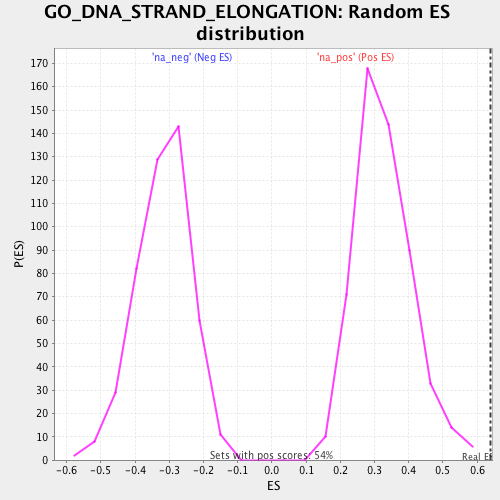 GO_DNA_STRAND_ELONGATION: Random ES
distribution
'na_neg' (Neg ES) 'na_pos' (Pos ES)
170
160
150
140
130
120
110
100
90
80
70
60
50
40
30
20
10
0
P(ES)
Sets with pos scores: 54%
Real ES
-0.6 -0.5 -0.4 -0.3 -0.2 -0.1 0.0 0.1 0.2 0.3 0.4 0.5 0.6
ES